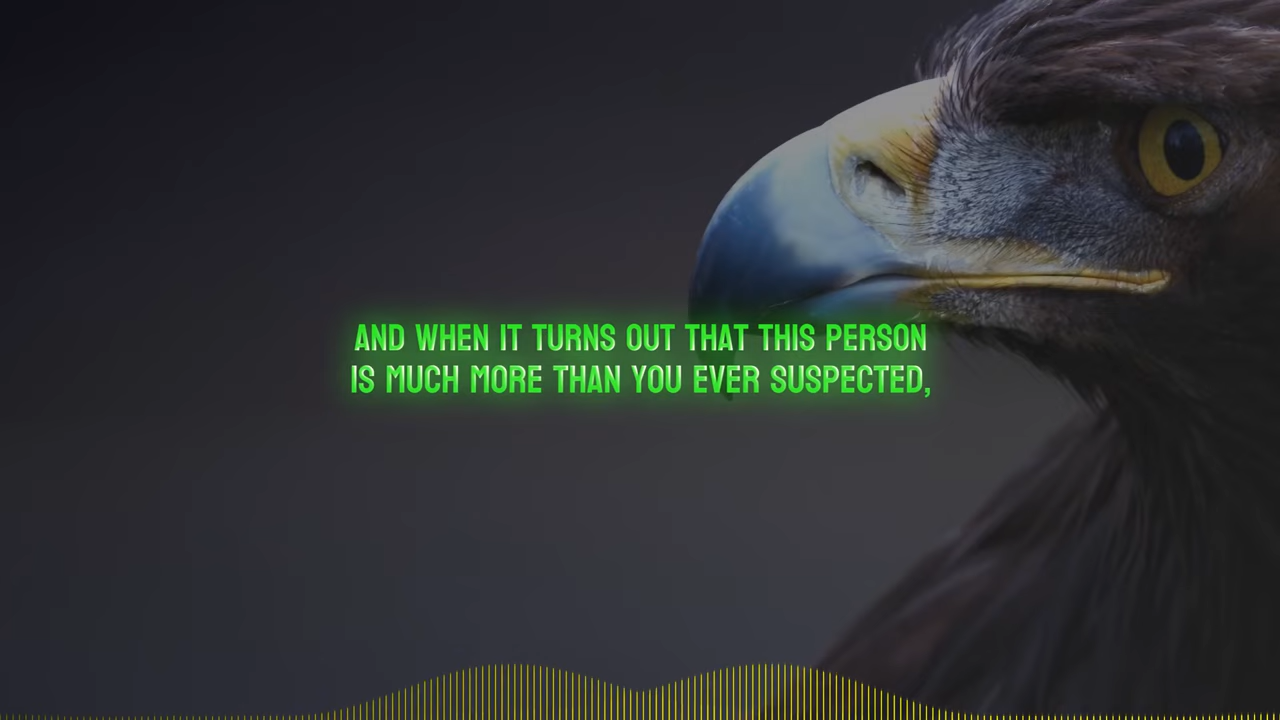 AND WHEN IT TURNS OUT THAT THIS PERSON
IS MUCH MORE THAN YOU EVER SUSPECTED,